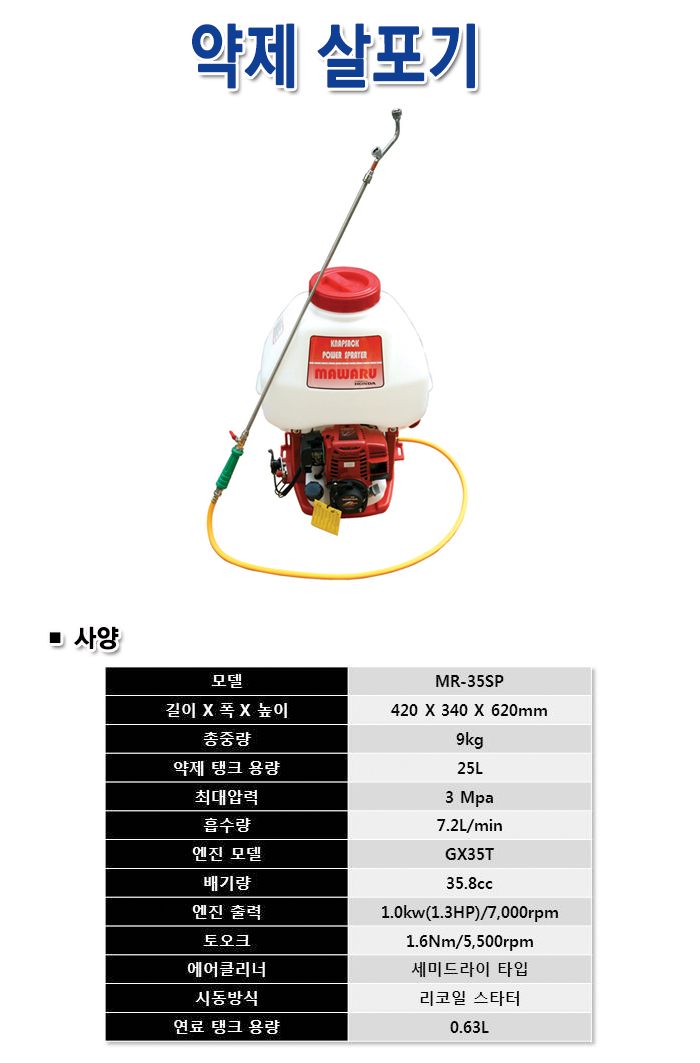 약제 살포기
KNAPSACK
POWER SPRAYER
MAWARU
HONDA
■ 사양
모델 MR-35SP
길이 X 폭 X 높이 420 X 340 X 620mm
총중량 9kg
약제 탱크 용량 25L
최대압력 3 Mpa
흡수량 7.2L/min
엔진 모델 GX35T
배기량 35.8cc
엔진 출력 1.0kw(1.3HP)/7,000rpm
토오크 1.6Nm/5,500rpm
에어클리너 세미드라이 타입
시동방식 리코일 스타터
연료 탱크 용량 0.63L